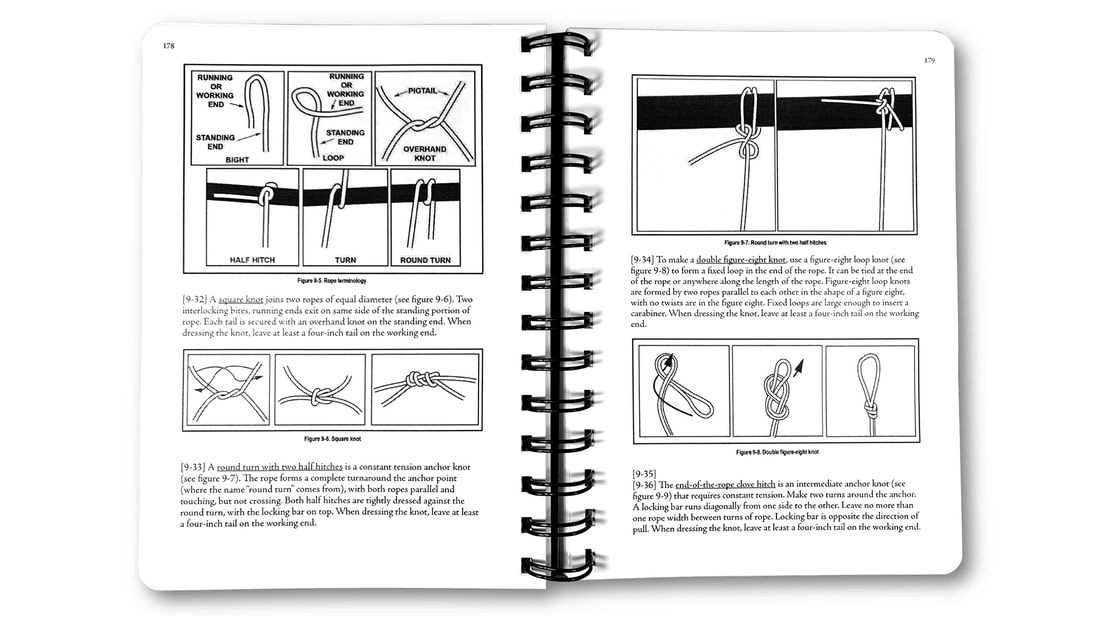 178
RUNNING
OR
WORKING
END
STANDING
END
BIGHT
RUNNING
OR
WORKING
END
STANDING
END
LOOP
PIGTAIL
OVERHAND
KNOT
HALF HITCH
TURN
ROUND TURN
Figure 9-5. Rope terminology
[9-32] A square knot joins two ropes of equal diameter (see figure 9-6). Two
interlocking bites, running ends exit on same side of the standing portion of
rope. Each tail is secured with an overhand knot on the standing end. When
dressing the knot, leave at least a four-inch tail on the working end.
Figure 9-6. Square knot
[9-33] A round turn with two half hitches is a constant tension anchor knot
(see figure 9-7). The rope forms a complete turnaround the anchor point
(where the name "round turn" comes from), with both ropes parallel and
touching, but not crossing. Both half hitches are tightly dressed against the
round turn, with the locking bar on top. When dressing the knot, leave at least
a four-inch tail on the working end.
179
Figure 9-7. Round turn with two half hitches
[9-34] To make a double figure-eight knot, use a figure-eight loop knot (see
figure 9-8) to form a fixed loop in the end of the rope. It can be tied at the end
of the rope or anywhere along the length of the rope. Figure-eight loop knots
are formed by two ropes parallel to each other in the shape of a figure eight,
with no twists are in the figure eight. Fixed loops are large enough to insert a
carabiner. When dressing the knot, leave at least a four-inch tail on the working
end.
Figure 9-8. Double figure-eight knot
[9-35]
[9-36] The end-of-the-rope clove hitch is an intermediate anchor knot (see
figure 9-9) that requires constant tension. Make two turns around the anchor.
A locking bar runs diagonally from one side to the other. Leave no more than
one rope width between turns of rope. Locking bar is opposite the direction of
pull. When dressing the knot, leave at least a four-inch tail on the working end.